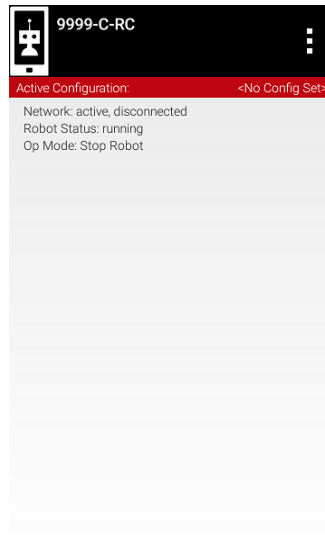 9999-C-RC
Active Configuration: <No Config Set>
Network: active, disconnected
Robot Status: running
Op Mode: Stop Robot